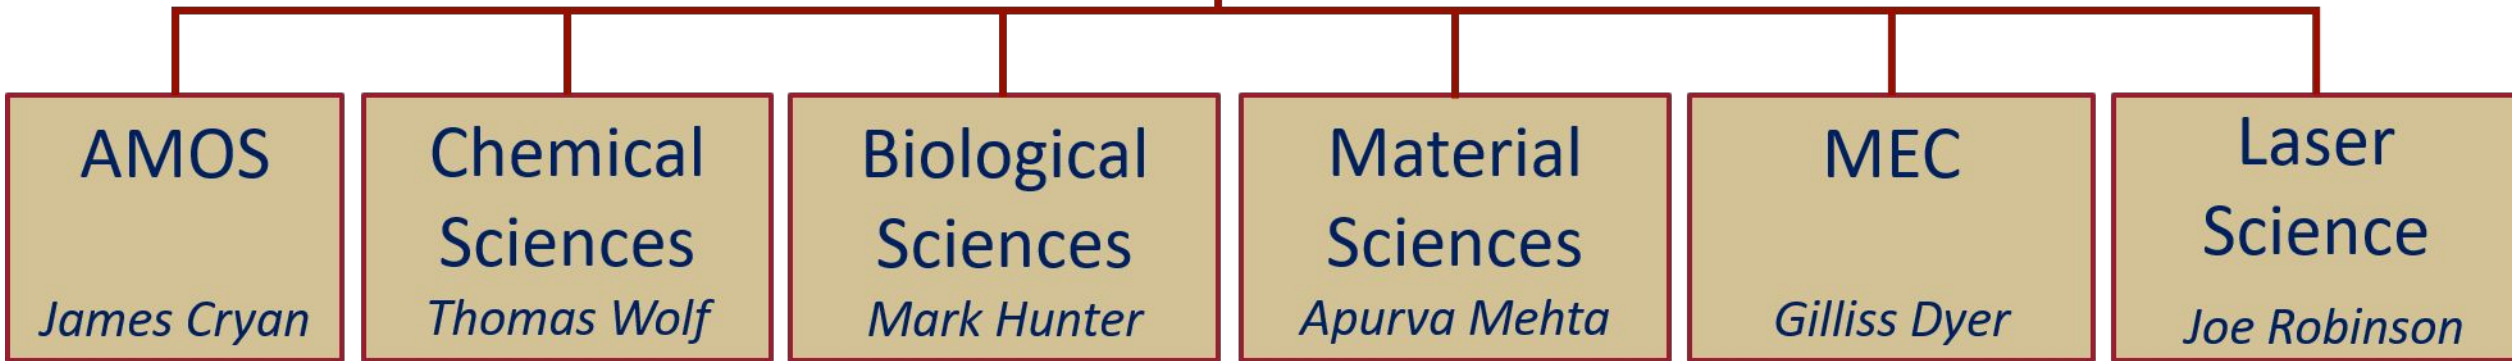 AMOS
James Cryan
Chemical
Sciences
Thomas Wolf
Biological
Sciences
Mark Hunter
Material
Sciences
Apurva Mehta
MEC
Gilliss Dyer
Laser
Science
Joe Robinson